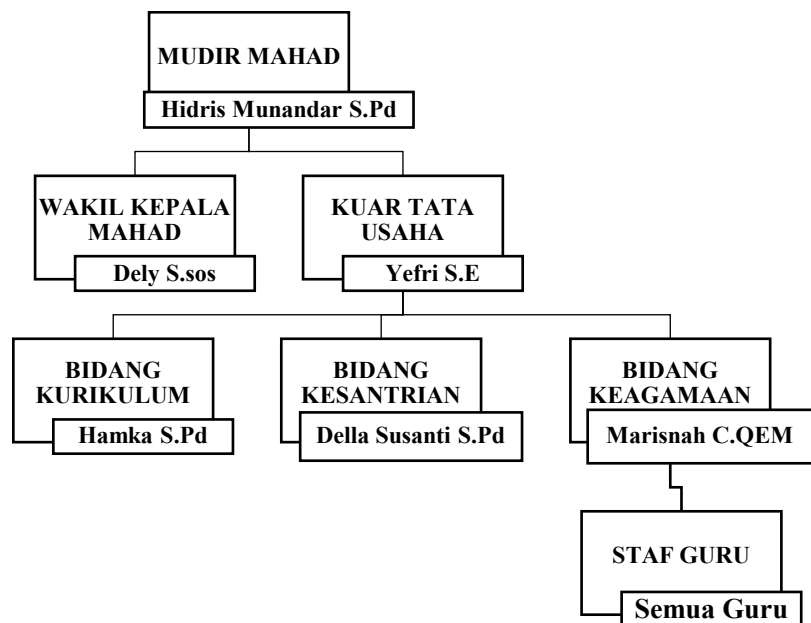 MUDIR MAHAD
Hidris Munandar S.Pd
WAKIL KEPALA
MAHAD
Dely S.sos
KUAR TATA
USAHA
Yefri S.E
BIDANG
KURIKULUM
Hamka S.Pd
BIDANG
KESANTRIAN
Della Susanti S.Pd
BIDANG
KEAGAMAAN
Marisnah C.QEM
STAF GURU
Semua Guru